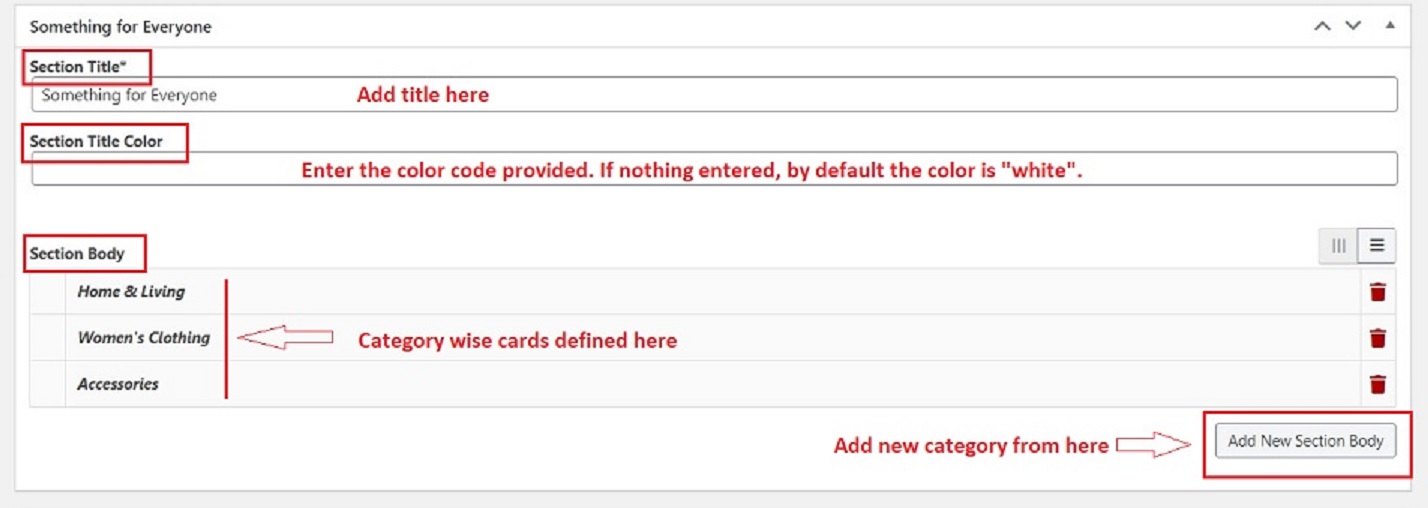 Something for Everyone
Section Title*
Something for Everyone Add title here
Section Title Color
Enter the color code provided. If nothing entered, by default the color is "white".
Section Body
Home & Living
Women's Clothing Category wise cards defined here
Accessories
Add new category from here Add New Section Body